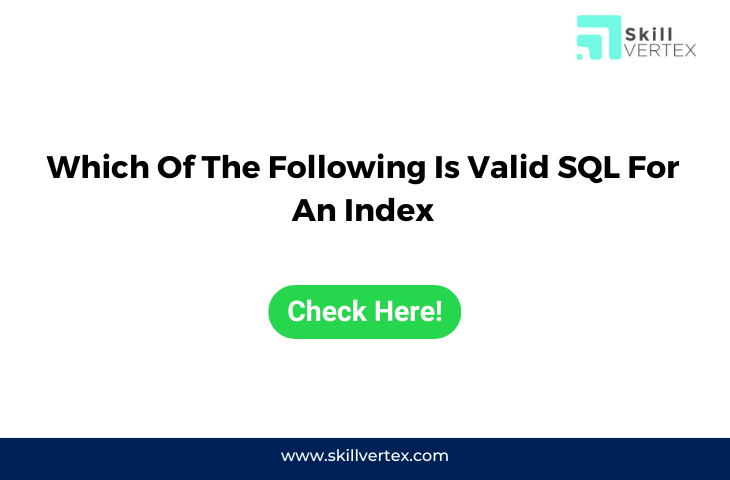 Skill
VERTEX
Which Of The Following Is Valid SQL For
An Index
Check Here!
www.skillvertex.com